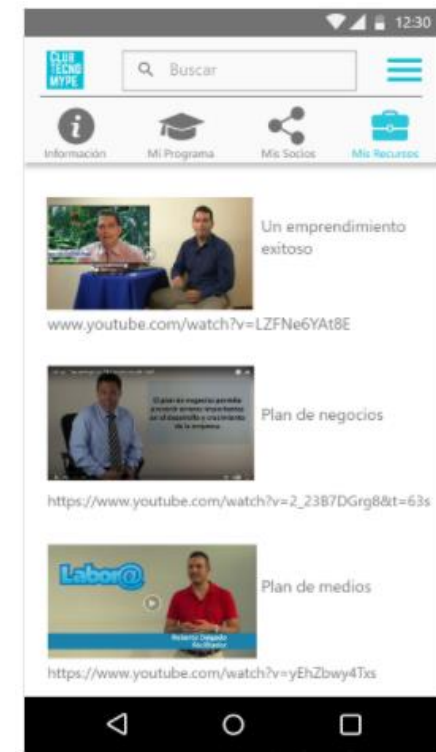 12:30
CLUB
TECNO
MYPE
Buscar
Información
Mi Programa
Mis Socios
Mis Recursos
Un emprendimiento
exitoso
www.youtube.com/watch?v=LZFNe6YAt8E
El plan de negocios permite
prevenir errores importantes
en el desarrollo y crecimiento
de la empresa.
Plan de negocios
https://www.youtube.com/watch?v=2_23B7DGrg8&t=63s
Labor@
Plan de medios
Roberto Delgado
Facilitador
https://www.youtube.com/watch?v=yEhZbwy4Txs